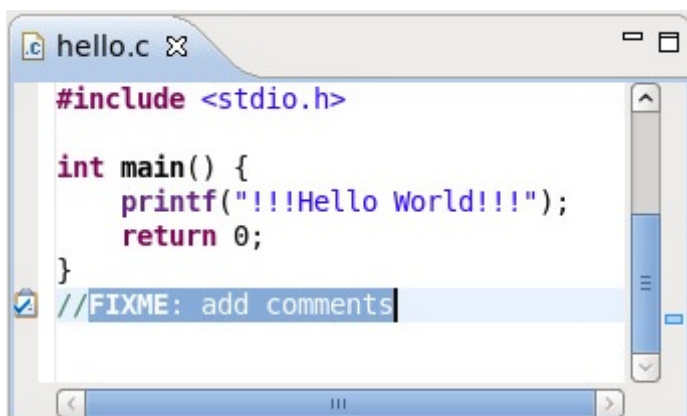 hello.c
#include <stdio.h>
int main() {
    printf("!!!Hello World!!!");
    return 0;
}
//FIXME: add comments